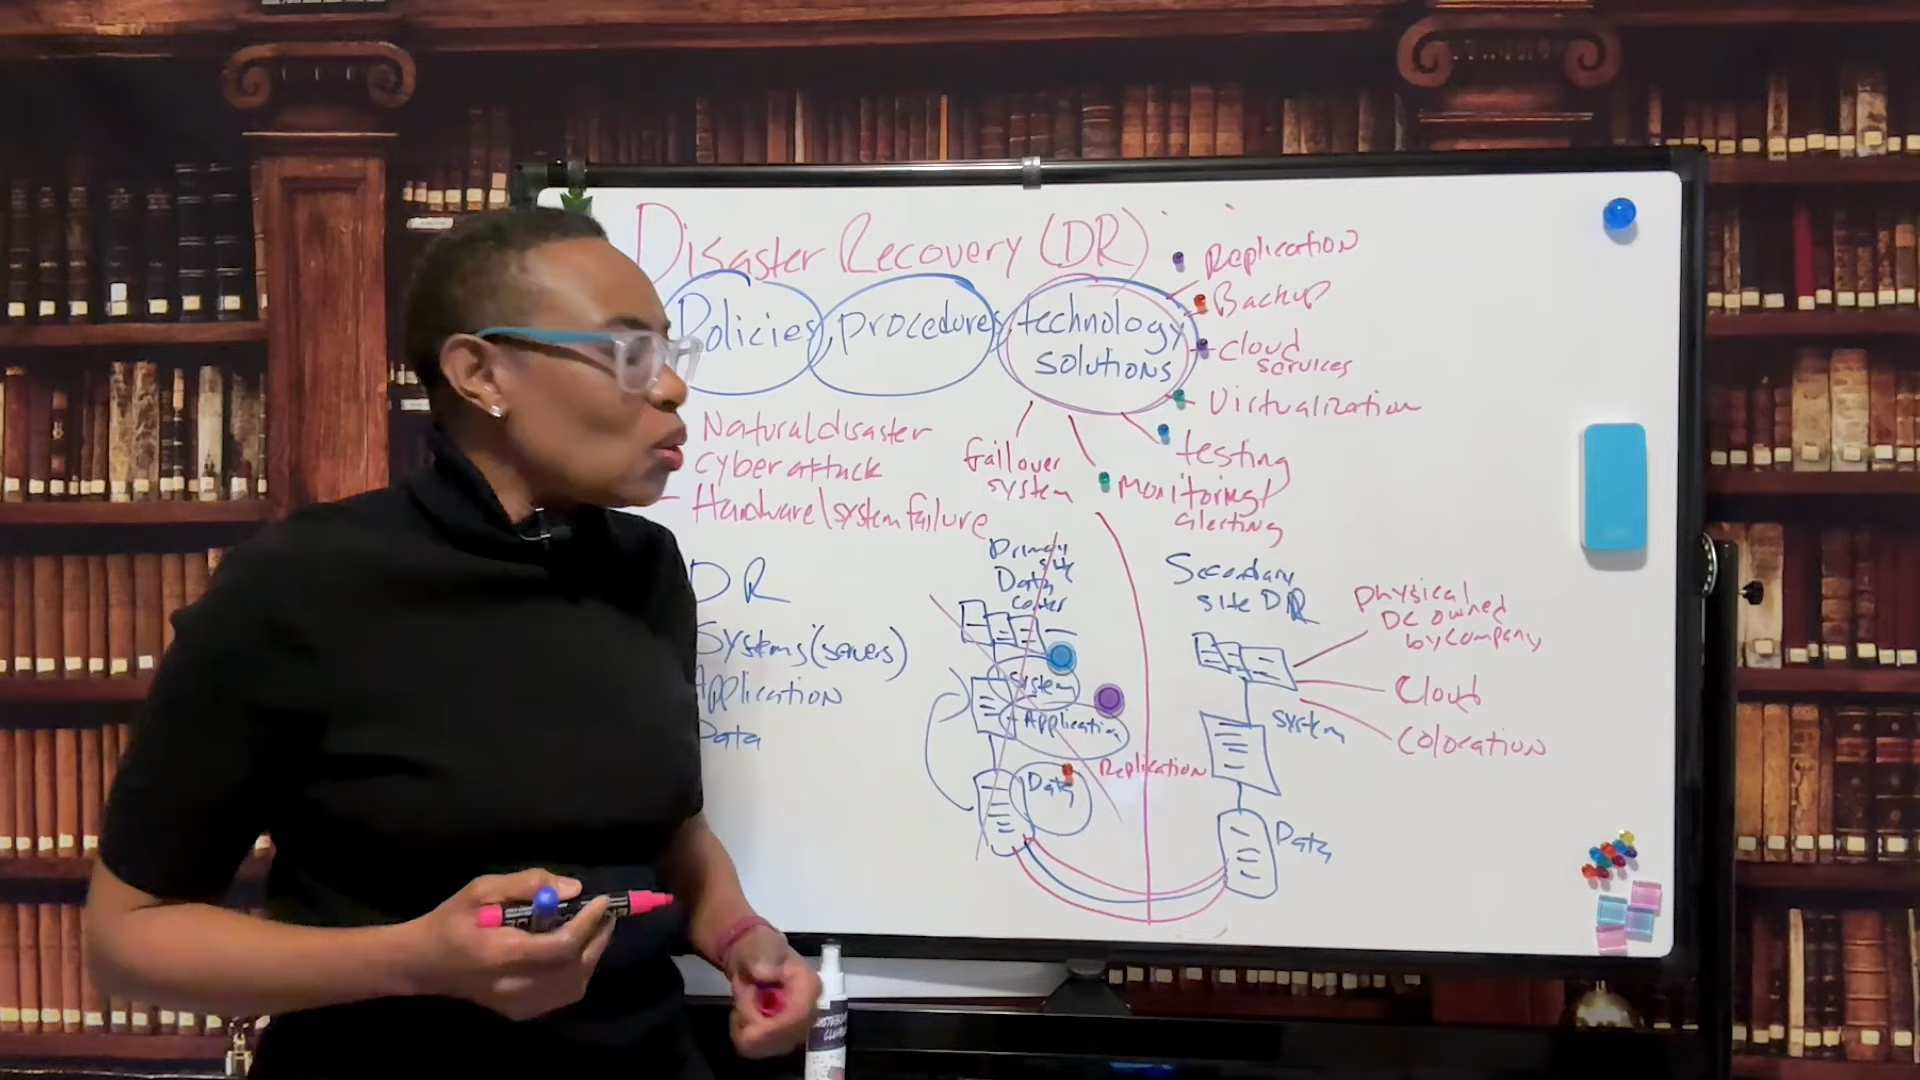 Disaster Recovery (DR)
Policies, procedures, technology
solutions
Replication
Backup
Cloud
services
Virtualization
testing
Monitoring/
alerting
failover
system
Natural disaster
Cyber attack
Hardware\system failure
DR
Systems (servers)
Application
Data
Primary
site
Data
Center
System
Application
Data
Replication
Secondary
site DR
system
Data
physical
DC owned
by company
Cloud
Colocation